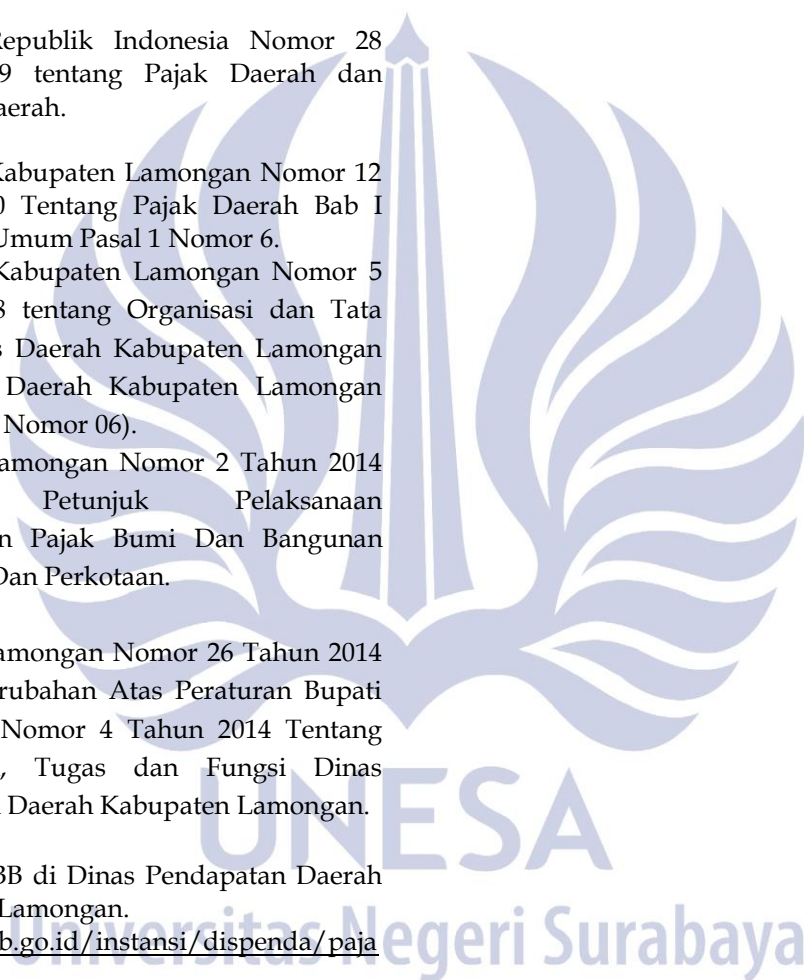 Republik Indonesia Nomor 28
9 tentang Pajak Daerah dan
aerah.
Kabupaten Lamongan Nomor 12
0 Tentang Pajak Daerah Bab I
Umum Pasal 1 Nomor 6.
Kabupaten Lamongan Nomor 5
8 tentang Organisasi dan Tata
s Daerah Kabupaten Lamongan
Daerah Kabupaten Lamongan
Nomor 06).
amongan Nomor 2 Tahun 2014
Petunjuk Pelaksanaan
n Pajak Bumi Dan Bangunan
Dan Perkotaan.
amongan Nomor 26 Tahun 2014
rubahan Atas Peraturan Bupati
Nomor 4 Tahun 2014 Tentang
, Tugas dan Fungsi Dinas
Daerah Kabupaten Lamongan.
BB di Dinas Pendapatan Daerah
Lamongan.
b.go.id/instansi/dispenda/paja
UNESA
Universitas Negeri Surabaya